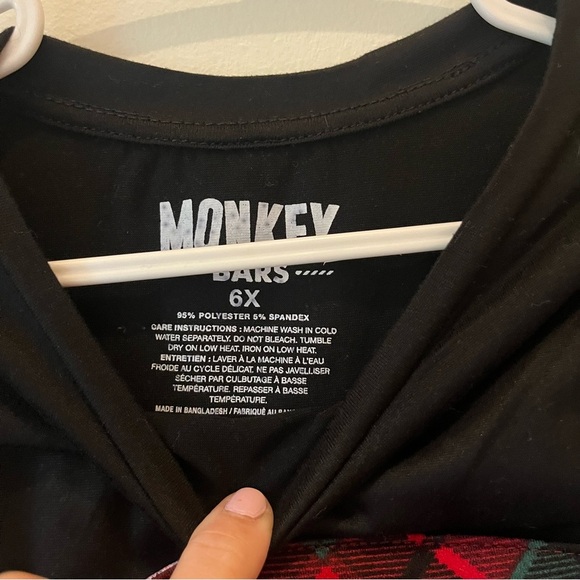 MONKEY
BARS
6X
95% POLYESTER 5% SPANDEX
CARE INSTRUCTIONS : MACHINE WASH IN COLD
WATER SEPARATELY. DO NOT BLEACH. TUMBLE
DRY ON LOW HEAT. IRON ON LOW HEAT.
ENTRETIEN : LAVER À LA MACHINE À L'EAU
FROIDE AU CYCLE DÉLICAT. NE PAS JAVELLISER
SÉCHER PAR CULBUTAGE À BASSE
TEMPÉRATURE. REPASSER À BASSE
TEMPÉRATURE.
MADE IN BANGLADESH / FABRIQUÉ AU